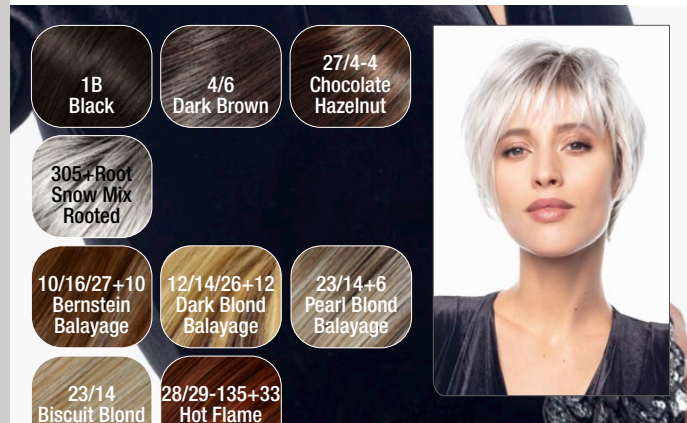 1B
Black
4/6
Dark Brown
27/4-4
Chocolate
Hazelnut
305+Root
Snow Mix
Rooted
10/16/27+10
Bernstein
Balayage
12/14/26+12
Dark Blond
Balayage
23/14+6
Pearl Blond
Balayage
23/14
Biscuit Blond
28/29-135+33
Hot Flame